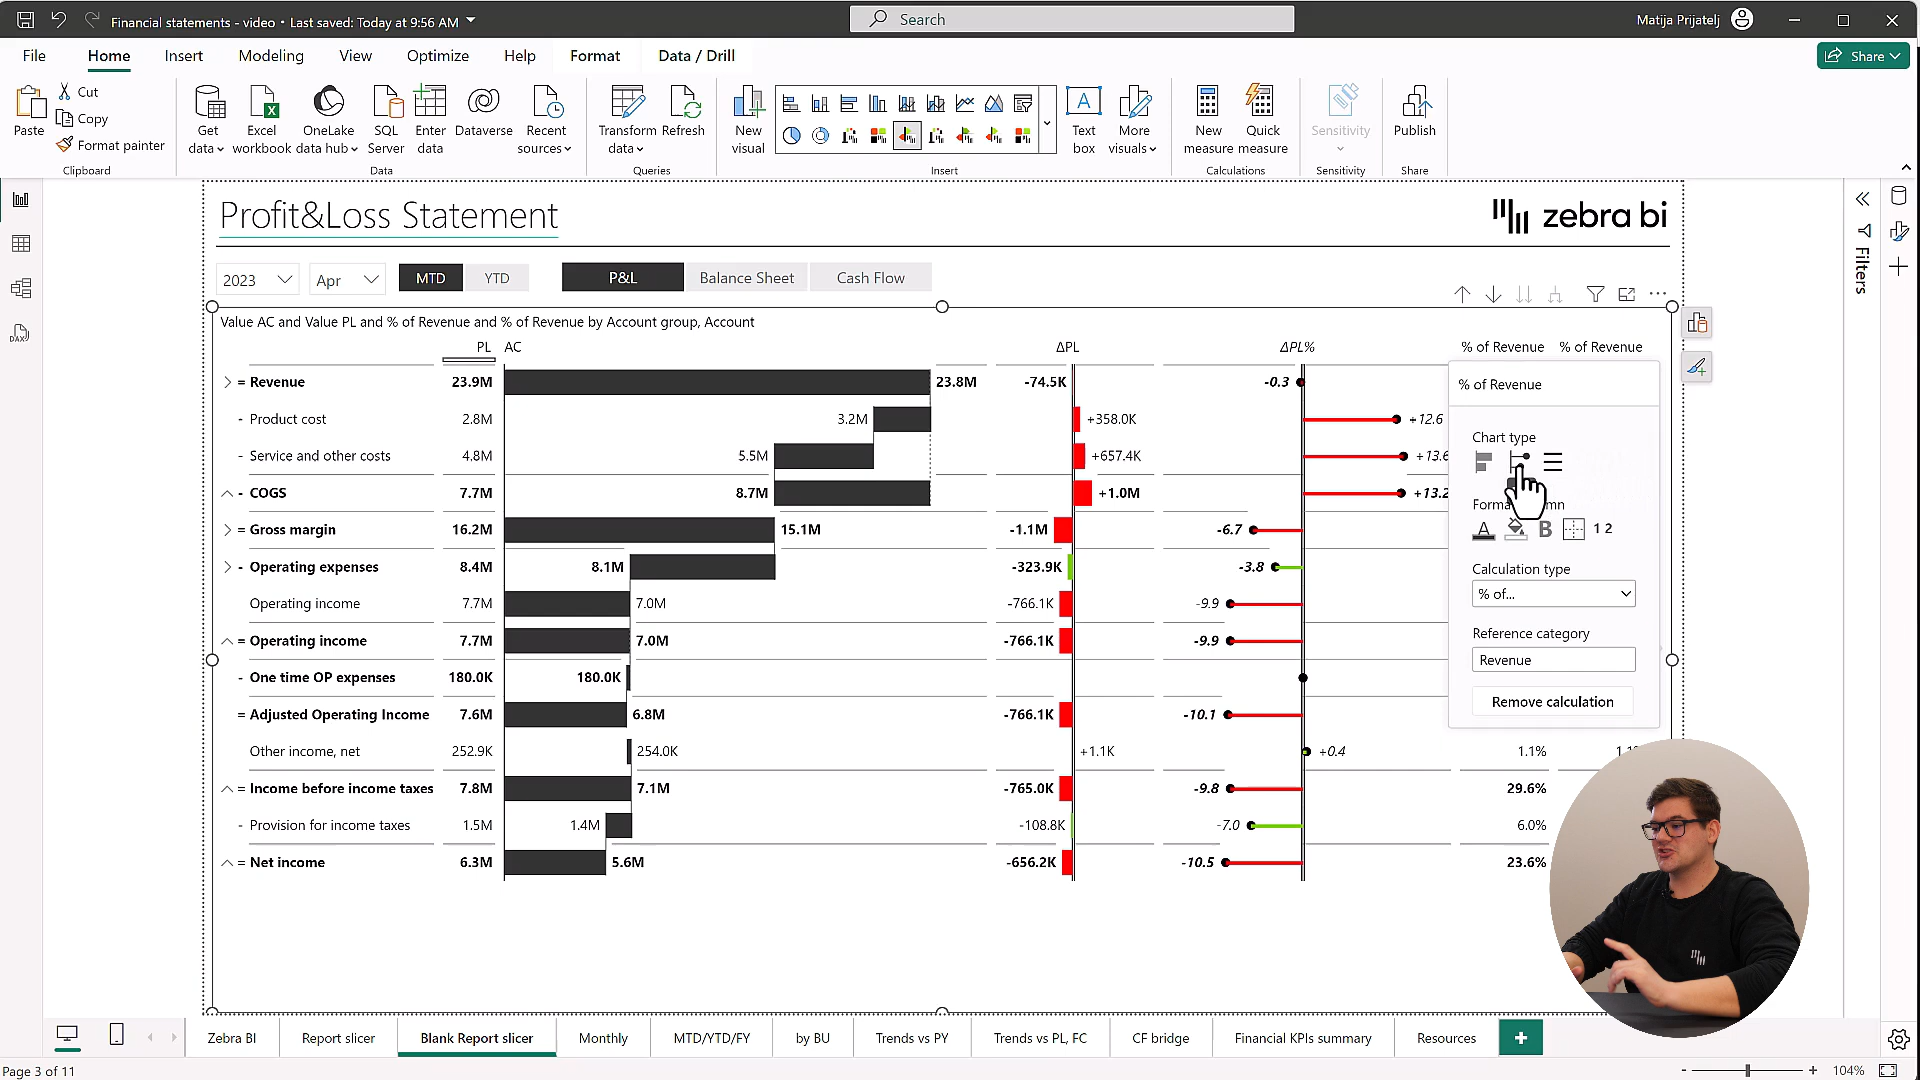 Financial statements - video • Last saved: Today at 9:56 AM
Search
Matija Prijatelj
File Home Insert Modeling View Optimize Help Format Data / Drill
Share
Paste
Cut
Copy
Format painter
Clipboard
Get data
Excel workbook
OneLake data hub
SQL Server
Enter data
Dataverse
Recent sources
Data
Transform data
Refresh
Queries
New visual
Text box
More visuals
Insert
New measure
Quick measure
Calculations
Sensitivity
Sensitivity
Publish
Share
Profit&Loss Statement
zebra bi
2023 Apr MTD YTD P&L Balance Sheet Cash Flow
Filters
DAX
Value AC and Value PL and % of Revenue and % of Revenue by Account group, Account
PL AC ΔPL ΔPL% % of Revenue % of Revenue
= Revenue 23.9M 23.8M -74.5K -0.3
- Product cost 2.8M 3.2M +358.0K +12.6
- Service and other costs 4.8M 5.5M +657.4K +13.6
- COGS 7.7M 8.7M +1.0M +13.2
= Gross margin 16.2M 15.1M -1.1M -6.7
- Operating expenses 8.4M 8.1M -323.9K -3.8
Operating income 7.7M 7.0M -766.1K -9.9
= Operating income 7.7M 7.0M -766.1K -9.9
- One time OP expenses 180.0K 180.0K
= Adjusted Operating Income 7.6M 6.8M -766.1K -10.1
Other income, net 252.9K 254.0K +1.1K +0.4 1.1%
= Income before income taxes 7.8M 7.1M -765.0K -9.8 29.6%
- Provision for income taxes 1.5M 1.4M -108.8K -7.0 6.0%
= Net income 6.3M 5.6M -656.2K -10.5 23.6%
% of Revenue
Chart type
A B 1 2
Calculation type
% of...
Reference category
Revenue
Remove calculation
Zebra BI Report slicer Blank Report slicer Monthly MTD/YTD/FY by BU Trends vs PY Trends vs PL, FC CF bridge Financial KPIs summary Resources +
Page 3 of 11
- + 104%